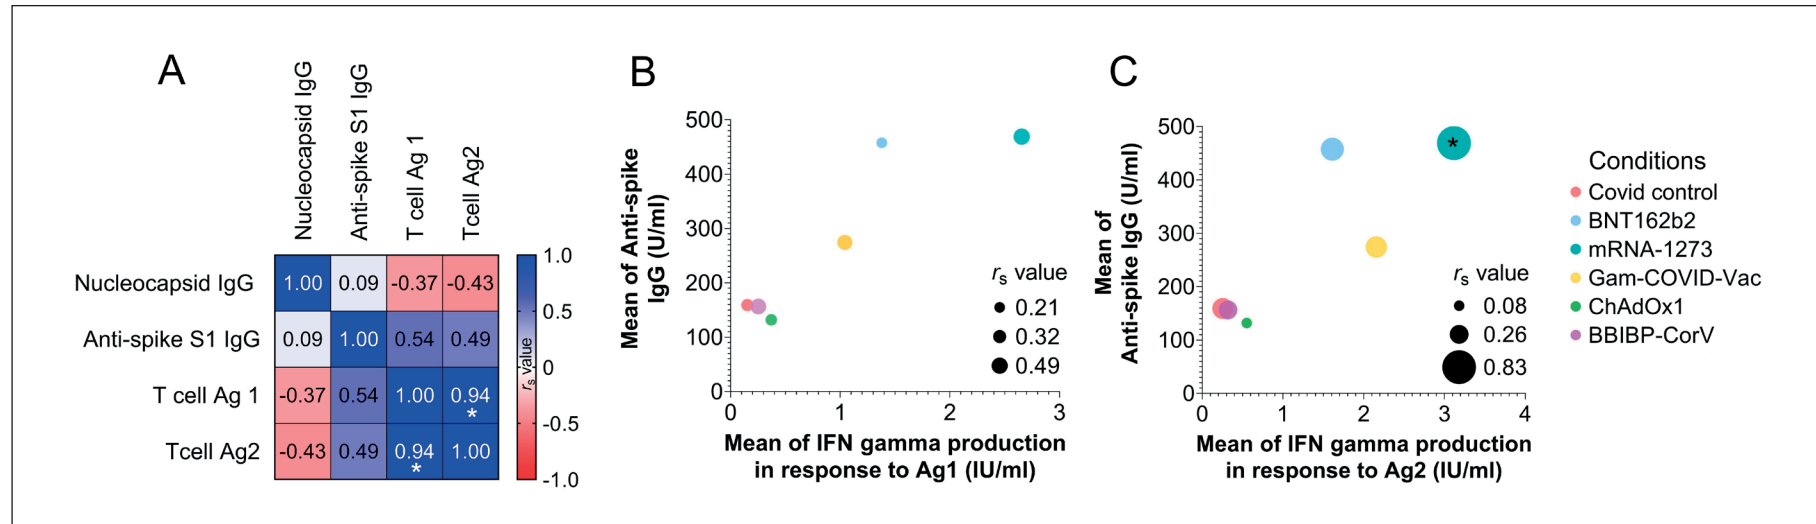 A
Nucleocapsid IgG
Anti-spike S1 IgG
T cell Ag 1
Tcell Ag2
Nucleocapsid IgG 1.00 0.09 -0.37 -0.43
Anti-spike S1 IgG 0.09 1.00 0.54 0.49
T cell Ag 1 -0.37 0.54 1.00 0.94
*
Tcell Ag2 -0.43 0.49 0.94 1.00
*
1.0
0.5
0
-0.5
-1.0
rs value
B
Mean of Anti-spike
IgG (U/ml)
500
400
300
200
100
0
0 1 2 3
rs value
0.21
0.32
0.49
Mean of IFN gamma production
in response to Ag1 (IU/ml)
C
Mean of
Anti-spike IgG (U/ml)
500
400
300
200
100
0
0 1 2 3 4
*
rs value
0.08
0.26
0.83
Mean of IFN gamma production
in response to Ag2 (IU/ml)
Conditions
Covid control
BNT162b2
mRNA-1273
Gam-COVID-Vac
ChAdOx1
BBIBP-CorV